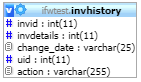 ifwtest.invhistory
invid : int(11)
invdetails : int(11)
change_date : varchar(25)
uid : int(11)
action : varchar(255)